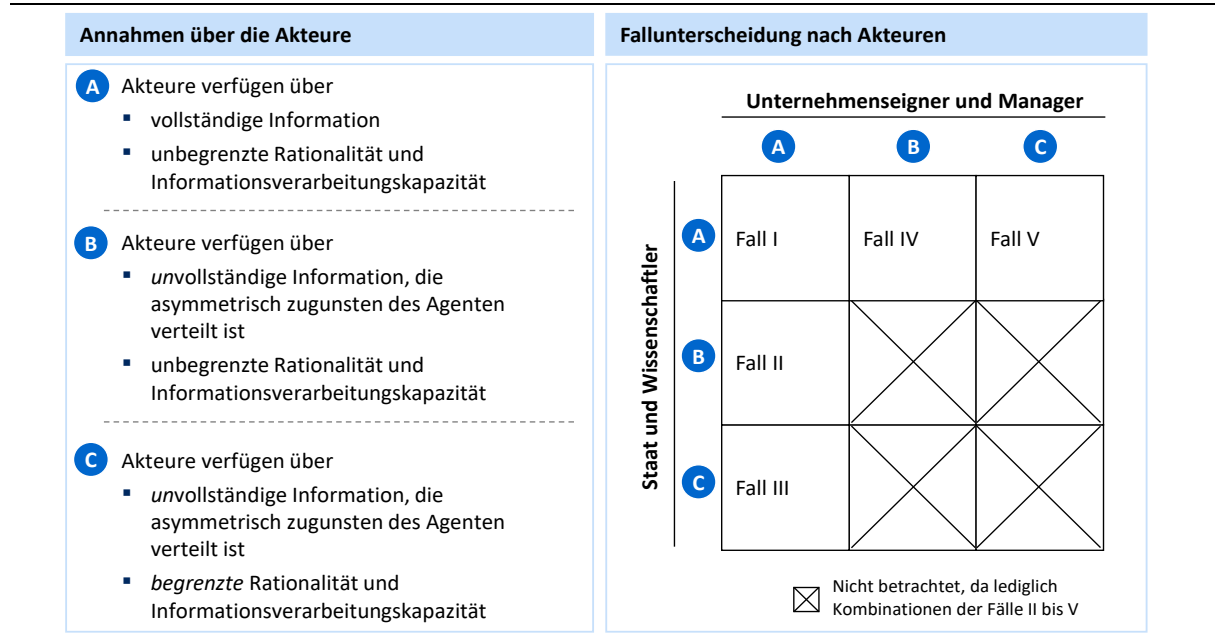 Annahmen über die Akteure
A Akteure verfügen über
▪ vollständige Information
▪ unbegrenzte Rationalität und
Informationsverarbeitungskapazität
B Akteure verfügen über
▪ unvollständige Information, die
asymmetrisch zugunsten des Agenten
verteilt ist
▪ unbegrenzte Rationalität und
Informationsverarbeitungskapazität
C Akteure verfügen über
▪ unvollständige Information, die
asymmetrisch zugunsten des Agenten
verteilt ist
▪ begrenzte Rationalität und
Informationsverarbeitungskapazität
Fallunterscheidung nach Akteuren
Unternehmenseigner und Manager
A B C
Staat und Wissenschaftler
A Fall I Fall IV Fall V
B Fall II
C Fall III
Nicht betrachtet, da lediglich
Kombinationen der Fälle II bis V